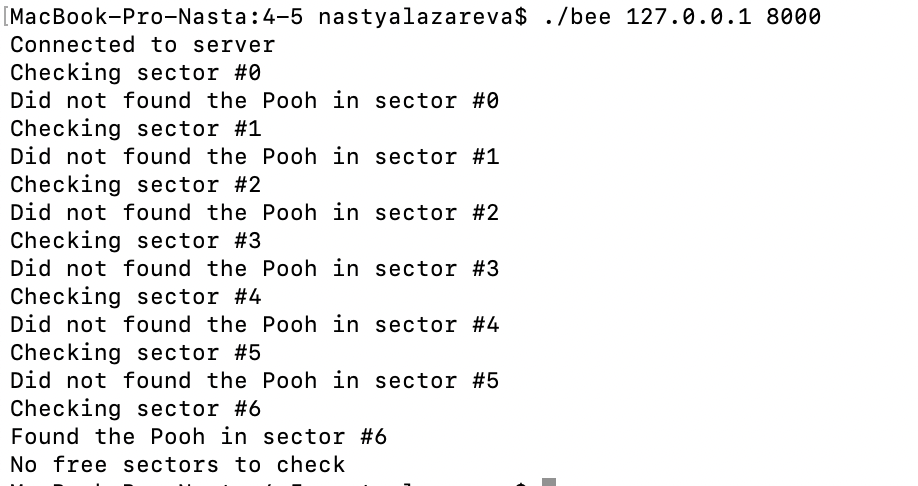 [MacBook-Pro-Nasta:4-5 nastyalazareva$ ./bee 127.0.0.1 8000
Connected to server
Checking sector #0
Did not found the Pooh in sector #0
Checking sector #1
Did not found the Pooh in sector #1
Checking sector #2
Did not found the Pooh in sector #2
Checking sector #3
Did not found the Pooh in sector #3
Checking sector #4
Did not found the Pooh in sector #4
Checking sector #5
Did not found the Pooh in sector #5
Checking sector #6
Found the Pooh in sector #6
No free sectors to check